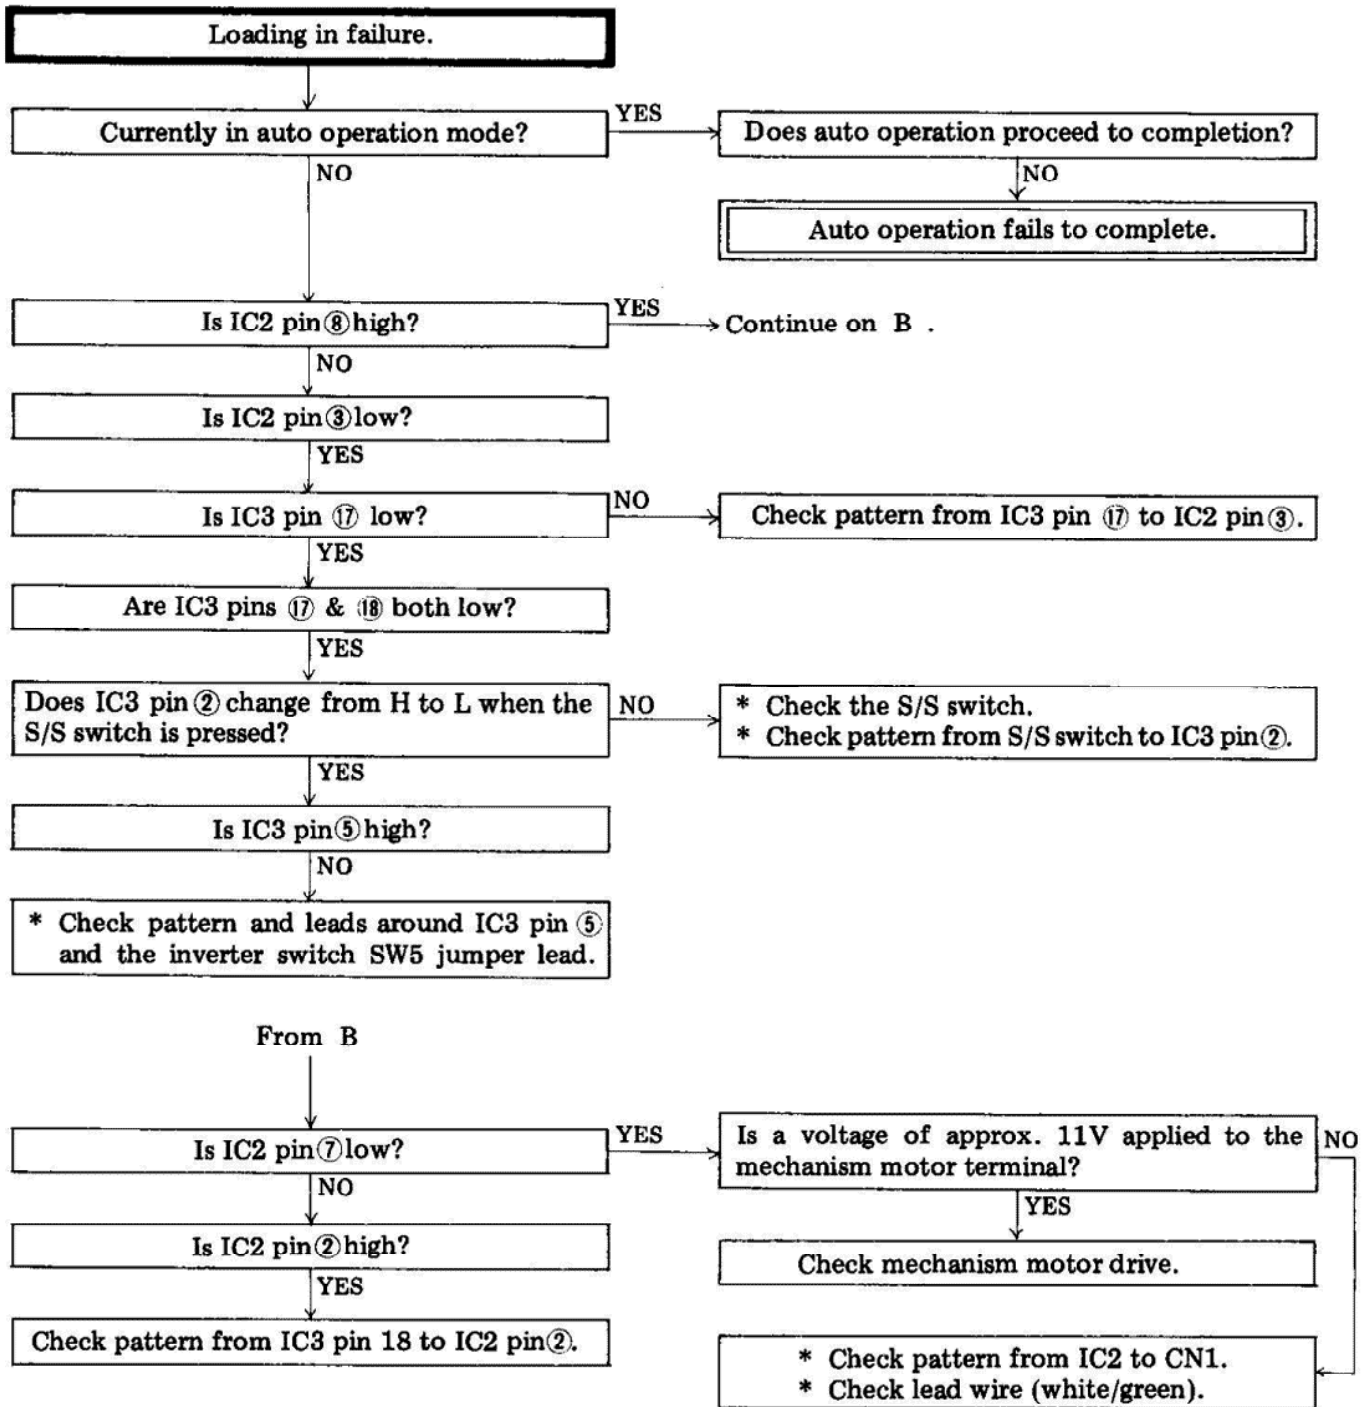 Loading in failure.
Currently in auto operation mode?
YES
Does auto operation proceed to completion?
NO
NO
Auto operation fails to complete.
Is IC2 pin⑧high?
YES
Continue on B .
NO
Is IC2 pin③low?
YES
Is IC3 pin ⑰ low?
NO
Check pattern from IC3 pin ⑰ to IC2 pin③.
YES
Are IC3 pins ⑰ & ⑱ both low?
YES
Does IC3 pin②change from H to L when the
S/S switch is pressed?
NO
* Check the S/S switch.
* Check pattern from S/S switch to IC3 pin②.
YES
Is IC3 pin⑤high?
NO
* Check pattern and leads around IC3 pin ⑤
and the inverter switch SW5 jumper lead.
From B
Is IC2 pin⑦low?
YES
Is a voltage of approx. 11V applied to the
mechanism motor terminal?
NO
NO
YES
Is IC2 pin②high?
Check mechanism motor drive.
YES
Check pattern from IC3 pin 18 to IC2 pin②.
* Check pattern from IC2 to CN1.
* Check lead wire (white/green).